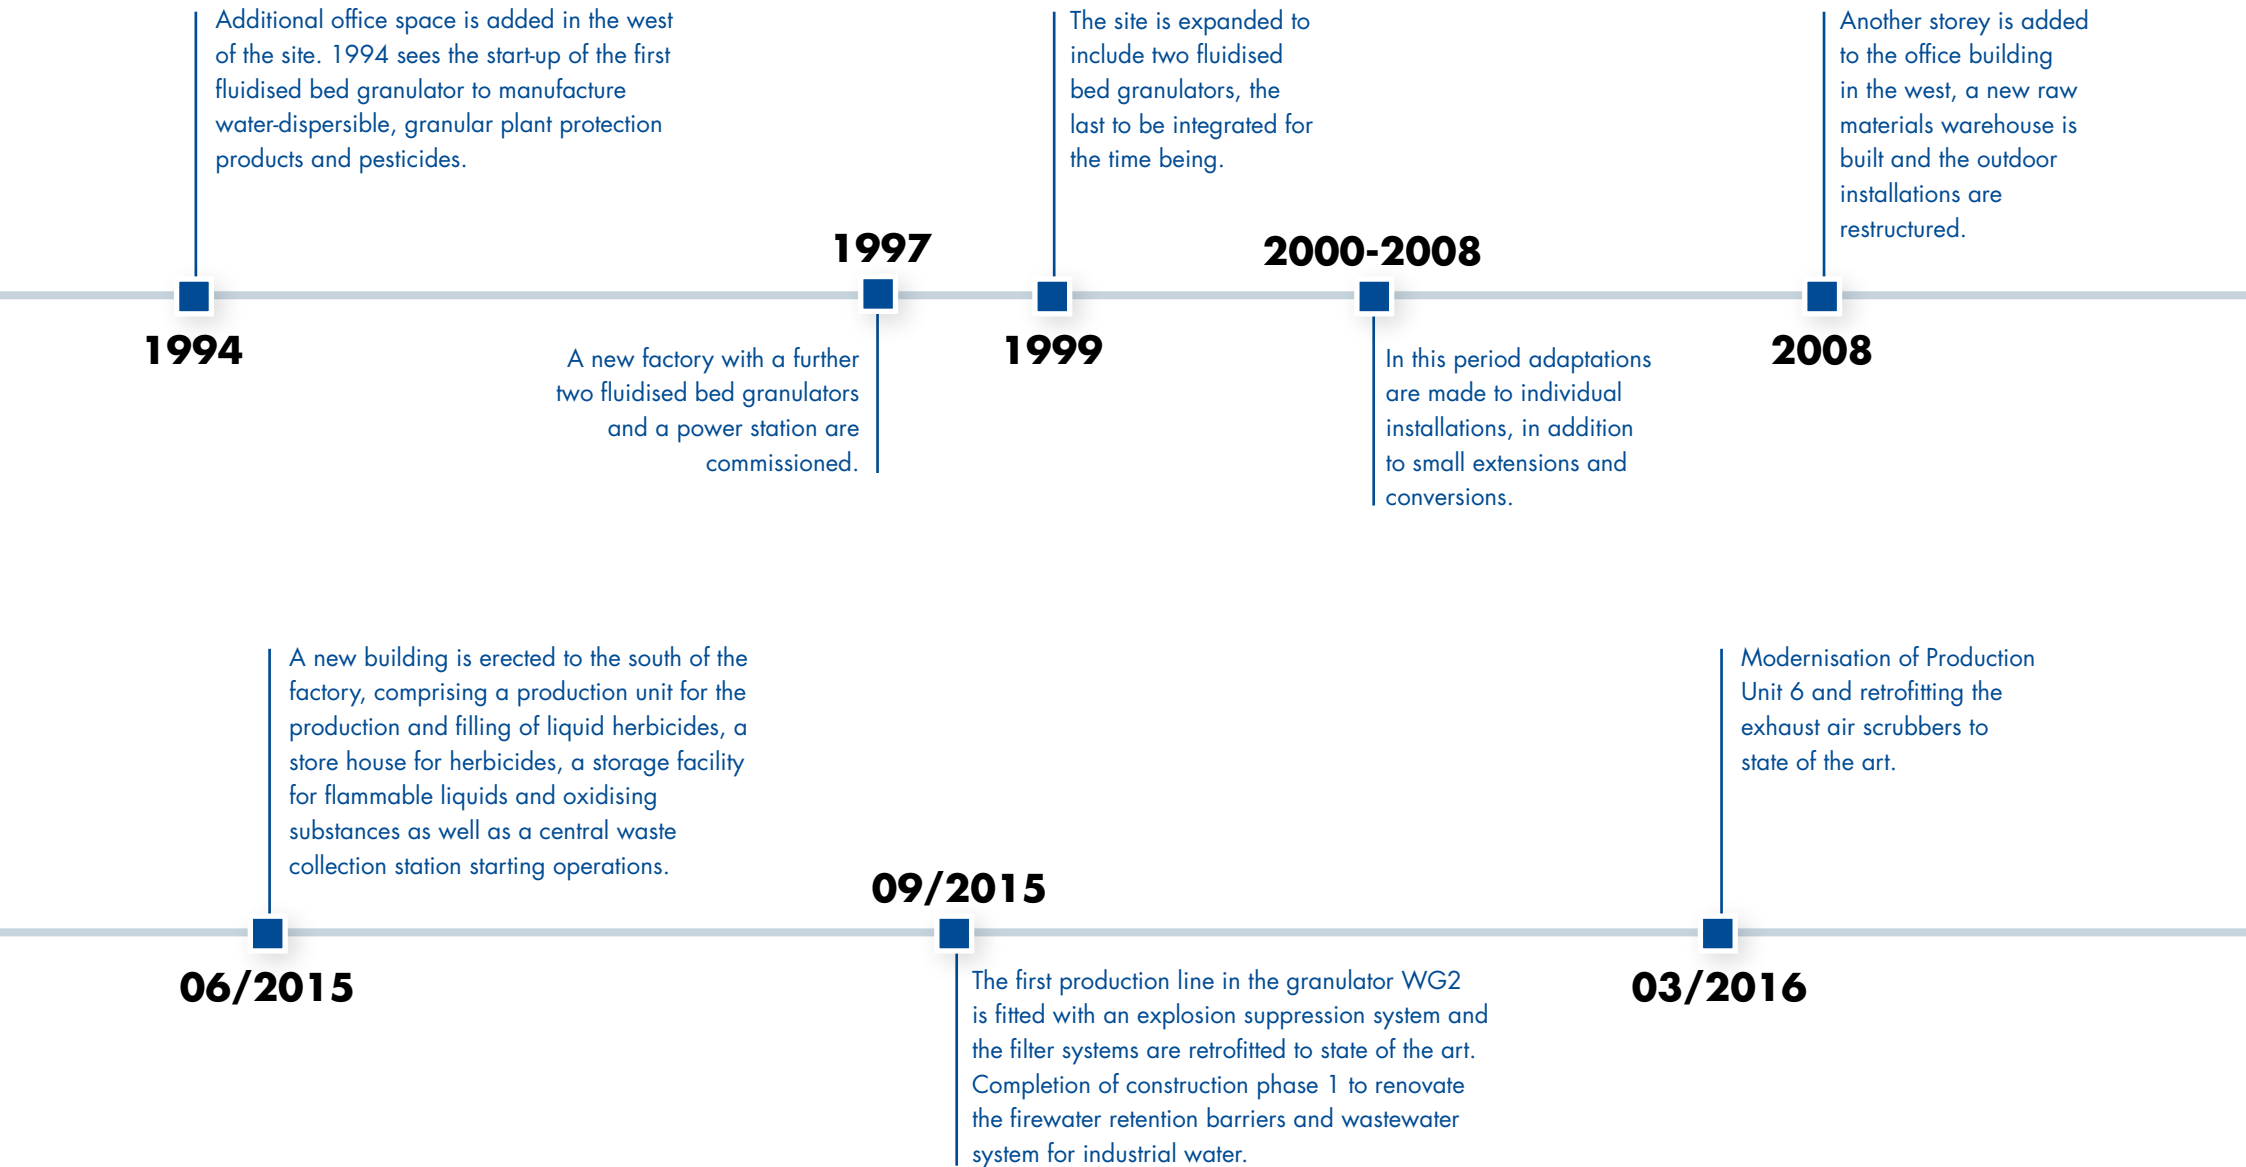 Additional office space is added in the west
of the site. 1994 sees the start-up of the first
fluidised bed granulator to manufacture
water-dispersible, granular plant protection
products and pesticides.
1994
1997
A new factory with a further
two fluidised bed granulators
and a power station are
commissioned.
The site is expanded to
include two fluidised
bed granulators, the
last to be integrated for
the time being.
1999
2000-2008
In this period adaptations
are made to individual
installations, in addition
to small extensions and
conversions.
Another storey is added
to the office building
in the west, a new raw
materials warehouse is
built and the outdoor
installations are
restructured.
2008
A new building is erected to the south of the
factory, comprising a production unit for the
production and filling of liquid herbicides, a
store house for herbicides, a storage facility
for flammable liquids and oxidising
substances as well as a central waste
collection station starting operations.
06/2015
09/2015
The first production line in the granulator WG2
is fitted with an explosion suppression system and
the filter systems are retrofitted to state of the art.
Completion of construction phase 1 to renovate
the firewater retention barriers and wastewater
system for industrial water.
Modernisation of Production
Unit 6 and retrofitting the
exhaust air scrubbers to
state of the art.
03/2016